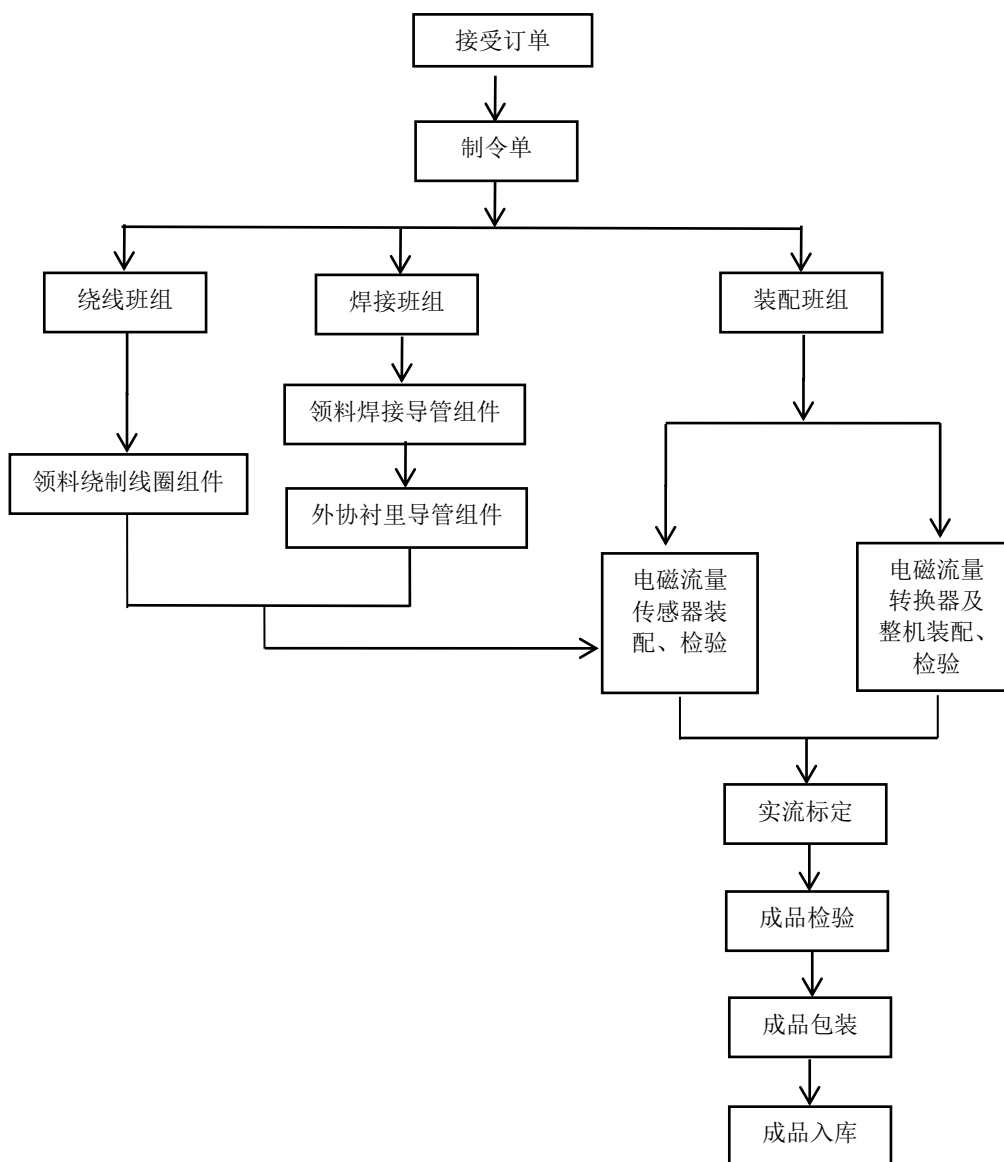 接受订单
制令单
绕线班组
焊接班组
装配班组
领料焊接导管组件
领料绕制线圈组件
外协衬里导管组件
电磁流量
传感器装
配、检验
电磁流量
转换器及
整机装配、
检验
实流标定
成品检验
成品包装
成品入库